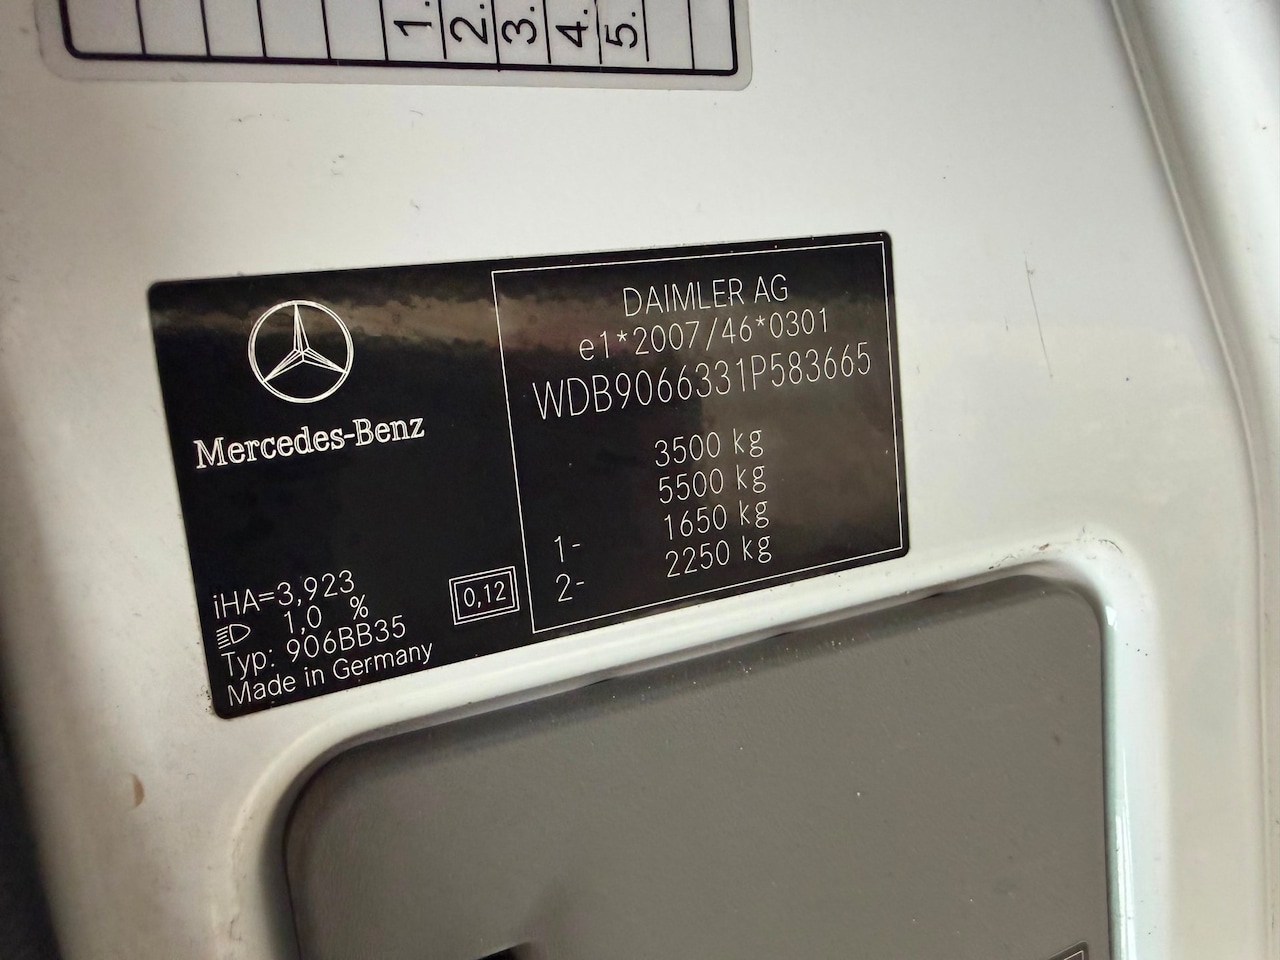 1.
2.
3.
4.
5.
Mercedes-Benz
iHA=3,923
1,0 %
Typ: 906BB35
Made in Germany
0,12
DAIMLER AG
e1*2007/46*0301
WDB9066331P583665
3500 kg
5500 kg
1- 1650 kg
2- 2250 kg